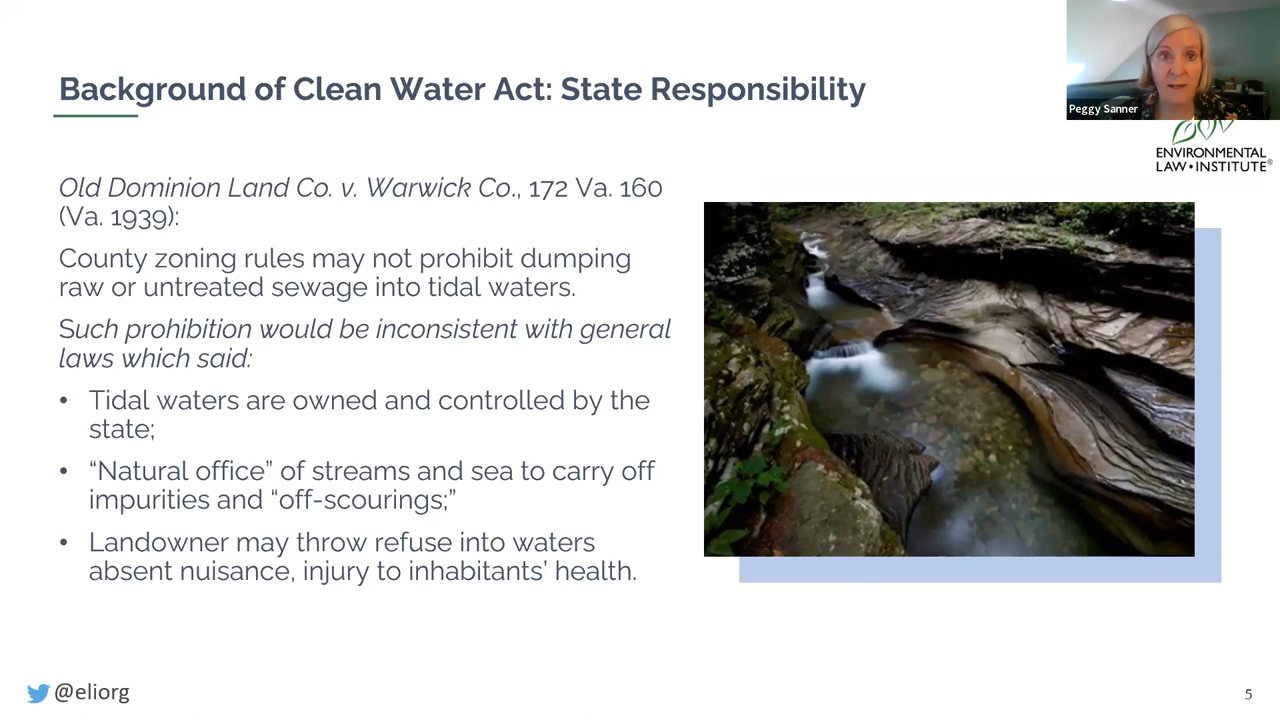 Background of Clean Water Act: State Responsibility
Peggy Sanner
ENVIRONMENTAL
LAW•INSTITUTE®
Old Dominion Land Co. v. Warwick Co., 172 Va. 160
(Va. 1939):
County zoning rules may not prohibit dumping
raw or untreated sewage into tidal waters.
Such prohibition would be inconsistent with general
laws which said:
• Tidal waters are owned and controlled by the
state;
• “Natural office” of streams and sea to carry off
impurities and “off-scourings;”
• Landowner may throw refuse into waters
absent nuisance, injury to inhabitants’ health.
@eliorg
5